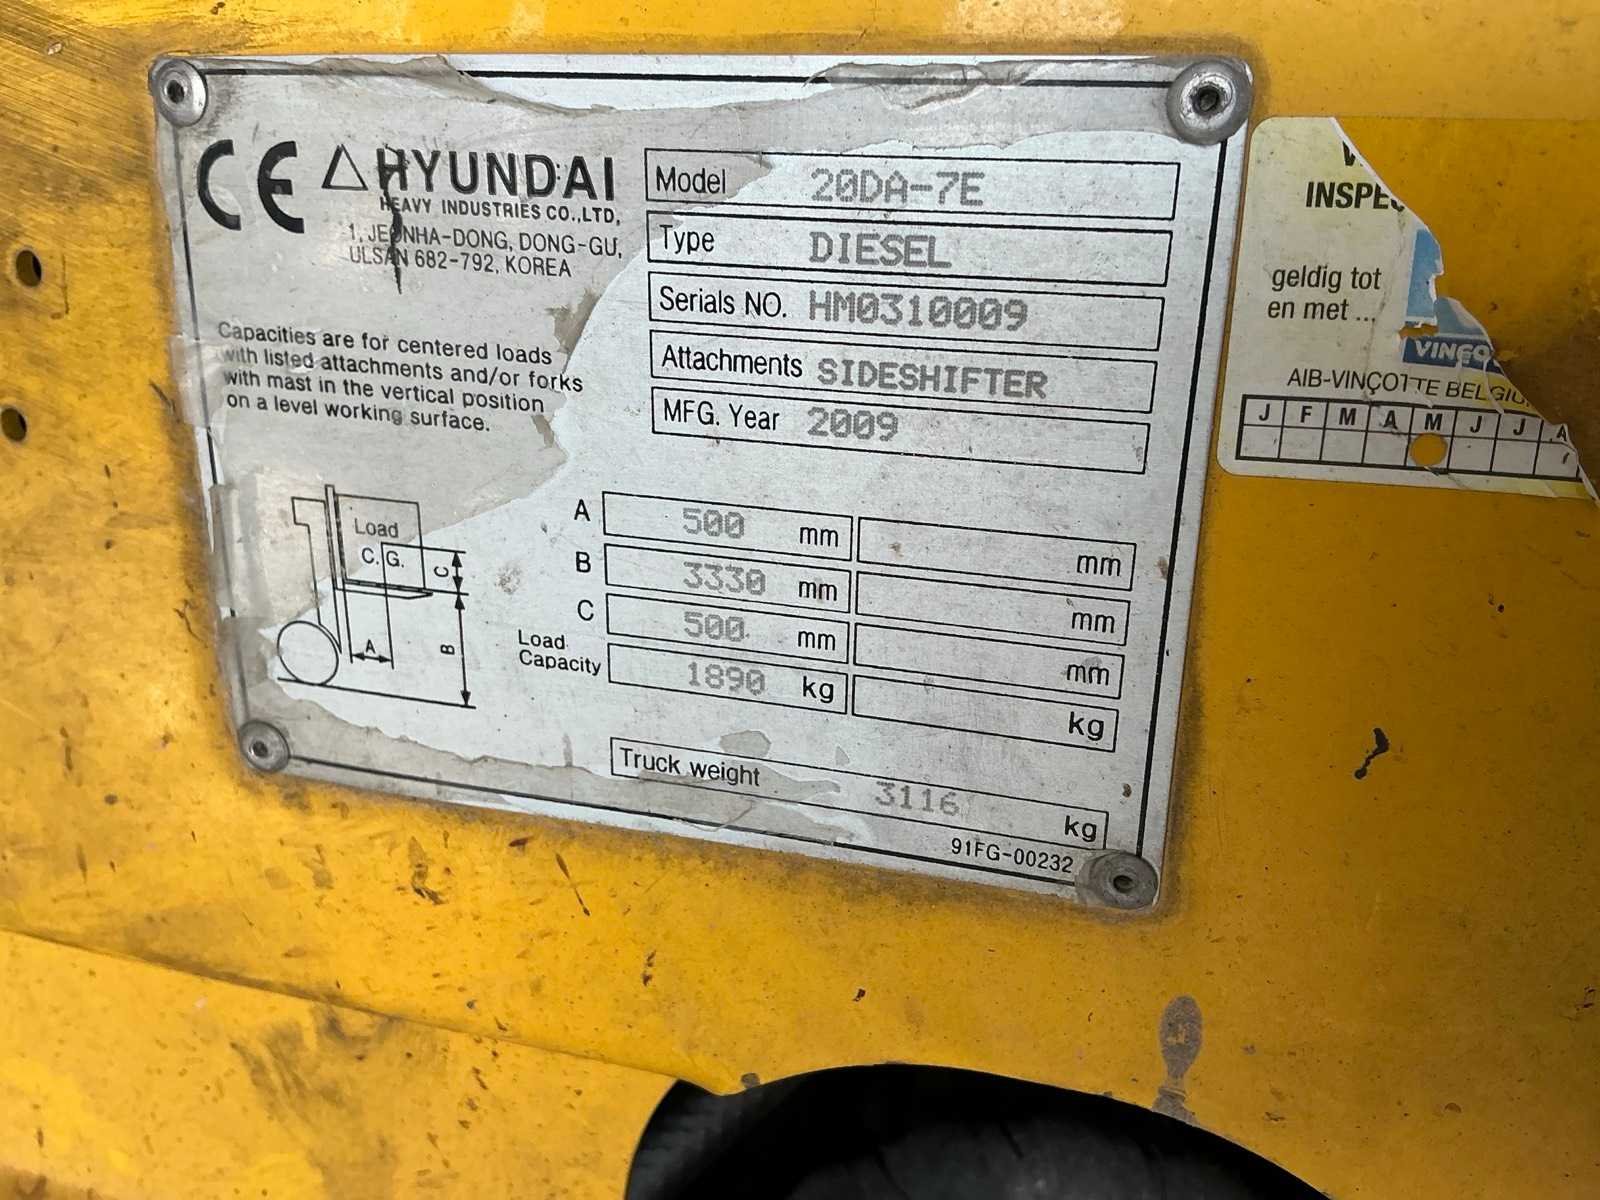 CE HYUNDAI
HEAVY INDUSTRIES CO.,LTD,
1, JEONHA-DONG, DONG-GU,
ULSAN 682-792, KOREA
Capacities are for centered loads
with listed attachments and/or forks
with mast in the vertical position
on a level working surface.
Load
C.G.
C
A
B
Model 20DA-7E
Type DIESEL
Serials NO. HM0310009
Attachments SIDESHIFTER
MFG. Year 2009
A 500 mm mm
B 3330 mm mm
C 500 mm mm
Load
Capacity 1890 kg kg
Truck weight 3116 kg
91FG-00232
geldig tot
en met ...
AIB-VINÇOTTE
J F M A M J J A